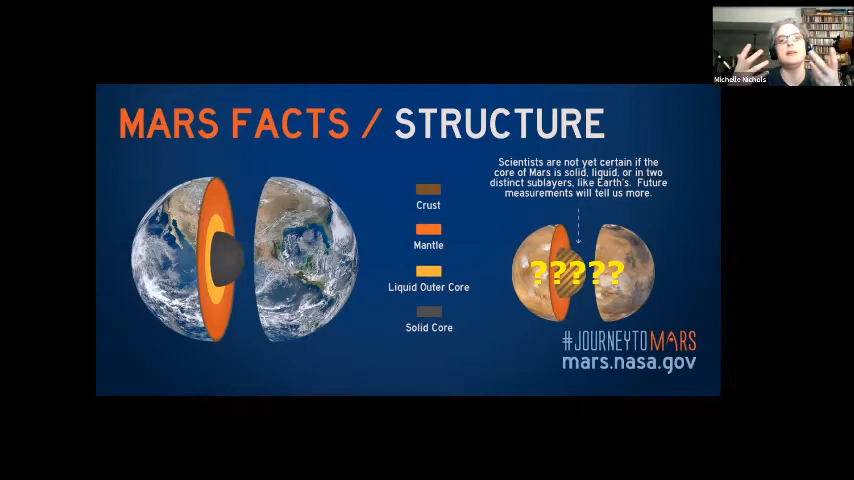 Michelle Nichols
MARS FACTS / STRUCTURE
Scientists are not yet certain if the
core of Mars is solid, liquid, or in two
distinct sublayers, like Earth's. Future
measurements will tell us more.
Crust
Mantle
Liquid Outer Core
Solid Core
?????
#JOURNEYTOMARS
mars.nasa.gov